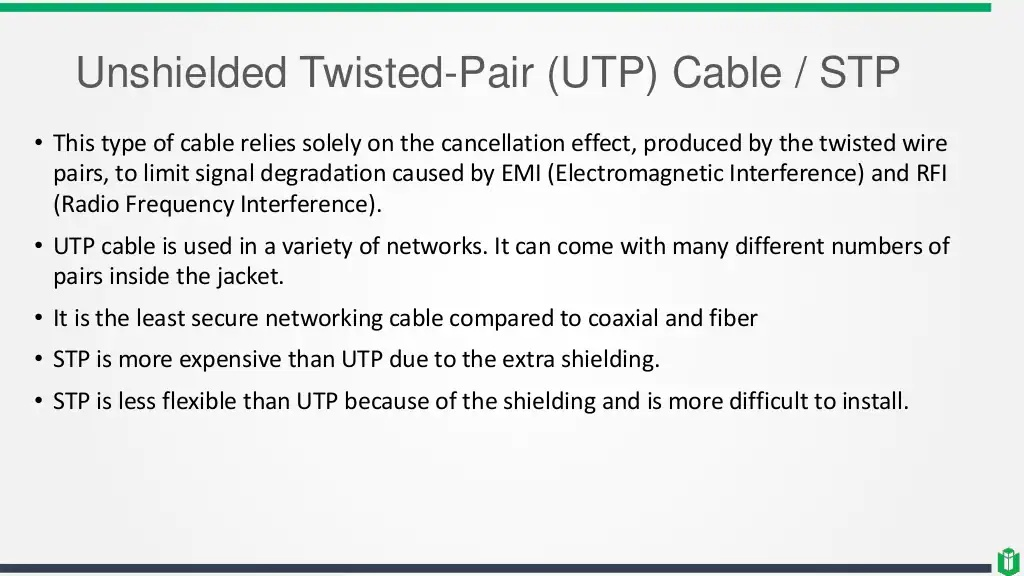 Unshielded Twisted-Pair (UTP) Cable / STP
• This type of cable relies solely on the cancellation effect, produced by the twisted wire
pairs, to limit signal degradation caused by EMI (Electromagnetic Interference) and RFI
(Radio Frequency Interference).
• UTP cable is used in a variety of networks. It can come with many different numbers of
pairs inside the jacket.
• It is the least secure networking cable compared to coaxial and fiber
• STP is more expensive than UTP due to the extra shielding.
• STP is less flexible than UTP because of the shielding and is more difficult to install.